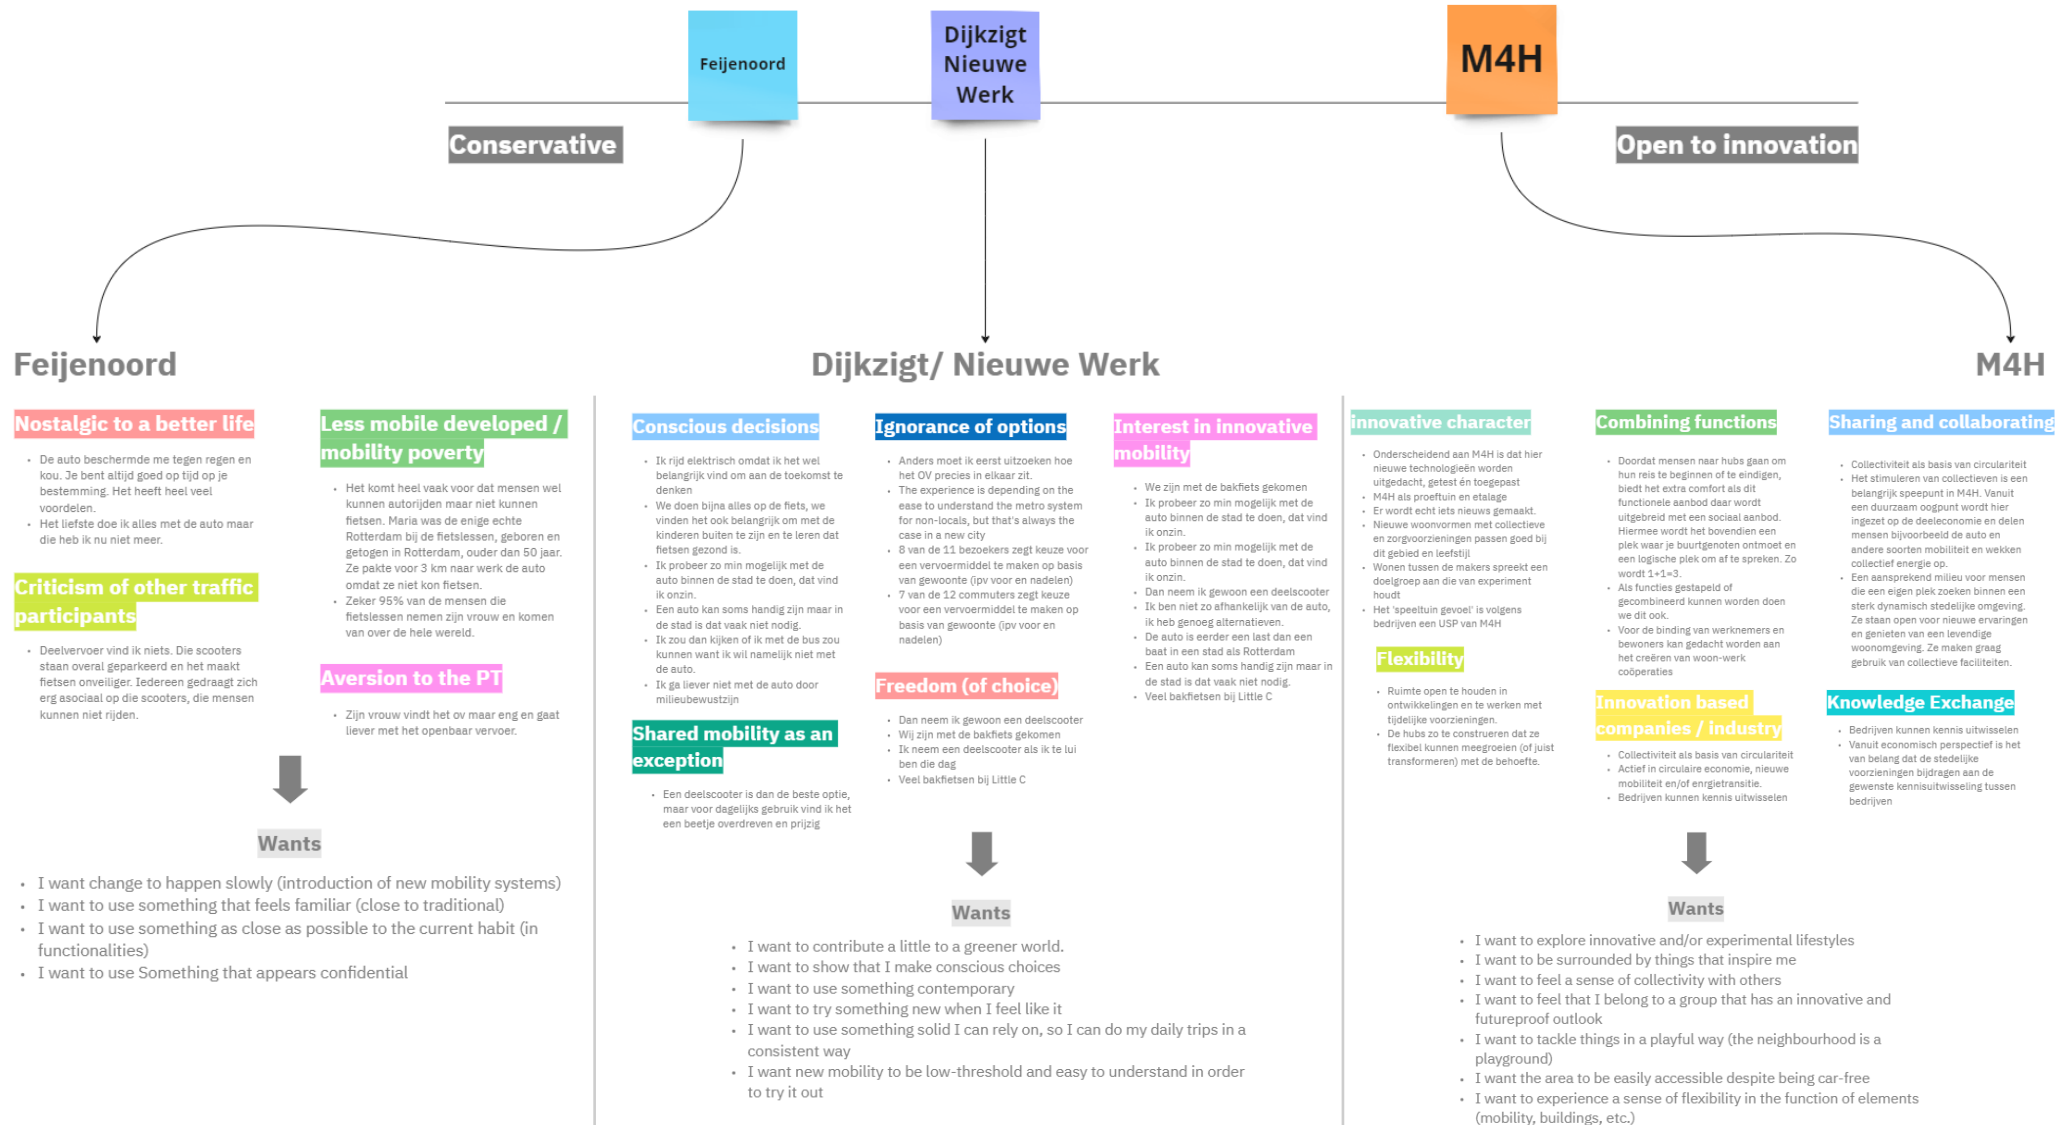 Feijenoord
Dijkzigt
Nieuwe
Werk
M4H
Conservative
Open to innovation
Feijenoord
Nostalgic to a better life
De auto beschermde me tegen regen en
kou. Je bent altijd goed op tijd op je
bestemming. Het heeft heel veel
voordelen.
Het liefste doe ik alles met de auto maar
die heb ik nu niet meer.
Criticism of other traffic
participants
Deelvervoer vind ik niets. Die scooters
staan overal geparkeerd en het maakt
fietsen onveiliger. Iedereen gedraagt zich
erg asociaal op die scooters, die mensen
kunnen niet rijden.
Less mobile developed /
mobility poverty
Het komt heel vaak voor dat mensen wel
kunnen autorijden maar niet kunnen
fietsen. Maria was de enige echte
Rotterdam bij de fietslessen, geboren en
getogen in Rotterdam, ouder dan 50 jaar.
Ze pakte voor 3 km naar werk de auto
omdat ze niet kon fietsen.
Zeker 95% van de mensen die
fietslessen nemen zijn vrouw en komen
van over de hele wereld.
Aversion to the PT
Zijn vrouw vindt het ov maar eng en gaat
liever met het openbaar vervoer.
Wants
I want change to happen slowly (introduction of new mobility systems)
I want to use something that feels familiar (close to traditional)
I want to use something as close as possible to the current habit (in
functionalities)
I want to use Something that appears confidential
Dijkzigt/ Nieuwe Werk
Conscious decisions
Ik rijd elektrisch omdat ik het wel
belangrijk vind om aan de toekomst te
denken
We doen bijna alles op de fiets, we
vinden het ook belangrijk om met de
kinderen buiten te zijn en te leren dat
fietsen gezond is.
Ik probeer zo min mogelijk met de
auto binnen de stad te doen, dat vind
ik onzin.
Een auto kan soms handig zijn maar in
de stad is dat vaak niet nodig.
Ik zou dan kijken of ik met de bus zou
kunnen want ik wil namelijk niet met
de auto.
Ik ga liever niet met de auto door
milieubewustzijn
Shared mobility as an
exception
Een deelscooter is dan de beste optie,
maar voor dagelijks gebruik vind ik het
een beetje overdreven en prijzig
Ignorance of options
Anders moet ik eerst uitzoeken hoe
het OV precies in elkaar zit.
The experience is depending on the
ease to understand the metro system
for non-locals, but that's always the
case in a new city
8 van de 11 bezoekers zegt keuze voor
een vervoermiddel te maken op basis
van gewoonte (ipv voor en nadelen)
7 van de 12 commuters zegt keuze
voor een vervoermiddel te maken op
basis van gewoonte (ipv voor en
nadelen)
Freedom (of choice)
Dan neem ik gewoon een deelscooter
Wij zijn met de bakfiets gekomen
Ik neem een deelscooter als ik te lui
ben die dag
Veel bakfietsen bij Little C
Interest in innovative
mobility
We zijn met de bakfiets gekomen
Ik probeer zo min mogelijk met de
auto binnen de stad te doen, dat vind
ik onzin.
Ik probeer zo min mogelijk met de
auto binnen de stad te doen, dat vind
ik onzin.
Dan neem ik gewoon een deelscooter
Ik ben niet zo afhankelijk van de auto,
ik heb genoeg alternatieven.
De auto is eerder een last dan een
baat in een stad als Rotterdam
Een auto kan soms handig zijn maar in
de stad is dat vaak niet nodig.
Veel bakfietsen bij Little C
Wants
I want to contribute a little to a greener world.
I want to show that I make conscious choices
I want to use something contemporary
I want to try something new when I feel like it
I want to use something solid I can rely on, so I can do my daily trips in a
consistent way
I want new mobility to be low-threshold and easy to understand in order
to try it out
M4H
innovative character
Onderscheidend aan M4H is dat hier
nieuwe technologieën worden
uitgedacht, getest én toegepast
M4H als proeftuin en etalage
Er wordt echt iets nieuws gemaakt.
Nieuwe woonvormen met collectieve
en zorgvoorzieningen passen goed bij
dit gebied en leefstijl
Wonen tussen de makers spreekt een
doelgroep aan die van experiment
houdt
Het 'speeltuin gevoel' is volgens
bedrijven een USP van M4H
Flexibility
Ruimte open te houden in
ontwikkelingen en te werken met
tijdelijke voorzieningen.
De hubs zo te construeren dat ze
flexibel kunnen meegroeien (of juist
transformeren) met de behoefte.
Combining functions
Doordat mensen naar hubs gaan om
hun reis te beginnen of te eindigen,
biedt het extra comfort als dit
functionele aanbod daar wordt
uitgebreid met een sociaal aanbod.
Hiermee wordt het bovendien een
plek waar je buurtgenoten ontmoet en
een logische plek om af te spreken. Zo
wordt 1+1=3.
Als functies gestapeld of
gecombineerd kunnen worden doen
we dit ook.
Voor de binding van werknemers en
bewoners kan gedacht worden aan
het creëren van woon-werk
coöperaties
Innovation based
companies / industry
Collectiviteit als basis van circulariteit
Actief in circulaire economie, nieuwe
mobiliteit en/of enrgietransitie.
Bedrijven kunnen kennis uitwisselen
Sharing and collaborating
Collectiviteit als basis van circulariteit
Het stimuleren van collectieven is een
belangrijk speepunt in M4H. Vanuit
een duurzaam oogpunt wordt hier
ingezet op de deeleconomie en delen
mensen bijvoorbeeld de auto en
andere soorten mobiliteit en wekken
collectief energie op.
Een aansprekend milieu voor mensen
die een eigen plek zoeken binnen een
sterk dynamisch stedelijke omgeving.
Ze staan open voor nieuwe ervaringen
en genieten van een levendige
woonomgeving. Ze maken graag
gebruik van collectieve faciliteiten.
Knowledge Exchange
Bedrijven kunnen kennis uitwisselen
Vanuit economisch perspectief is het
van belang dat de stedelijke
voorzieningen bijdragen aan de
gewenste kennisuitwisseling tussen
bedrijven
Wants
I want to explore innovative and/or experimental lifestyles
I want to be surrounded by things that inspire me
I want to feel a sense of collectivity with others
I want to feel that I belong to a group that has an innovative and
futureproof outlook
I want to tackle things in a playful way (the neighbourhood is a
playground)
I want the area to be easily accessible despite being car-free
I want to experience a sense of flexibility in the function of elements
(mobility, buildings, etc.)